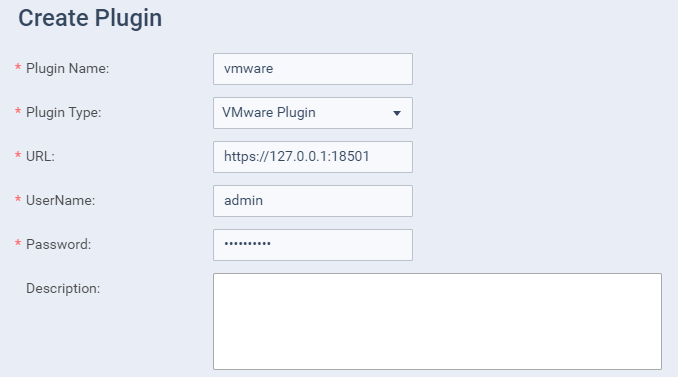 Create Plugin
* Plugin Name: vmware
* Plugin Type: VMware Plugin
* URL: https://127.0.0.1:18501
* UserName: admin
* Password: ••••••••••
Description: